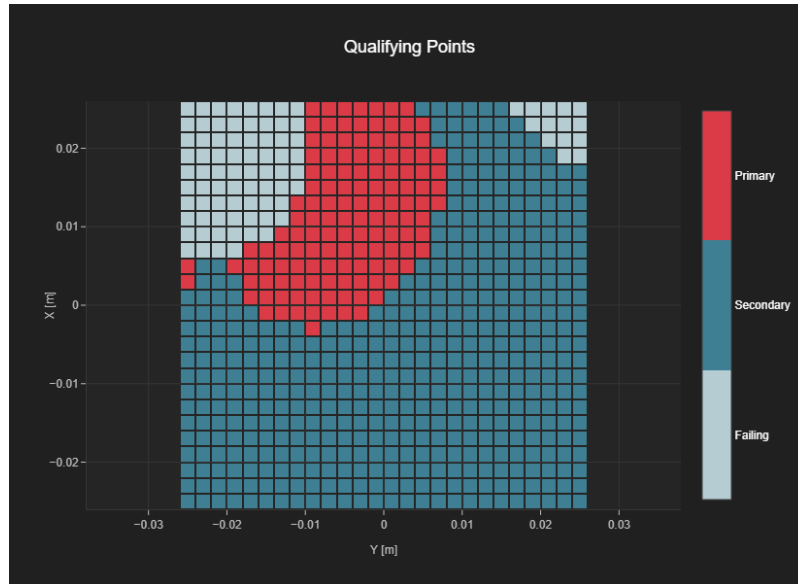 Qualifying Points
0.02
0.01
0
−0.01
−0.02
X [m]
−0.03
−0.02
−0.01
0
0.01
0.02
0.03
Y [m]
Primary
Secondary
Failing